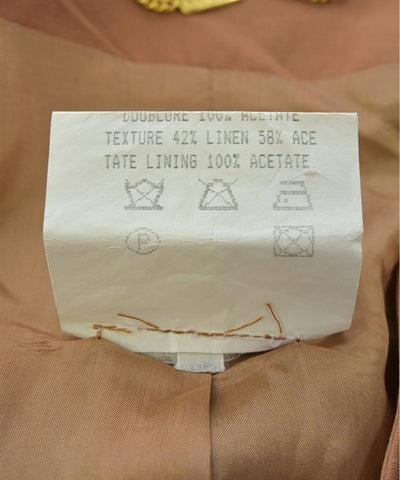 DOUBLURE 100% ACETATE
TEXTURE 42% LINEN 58% ACE
TATE LINING 100% ACETATE
P